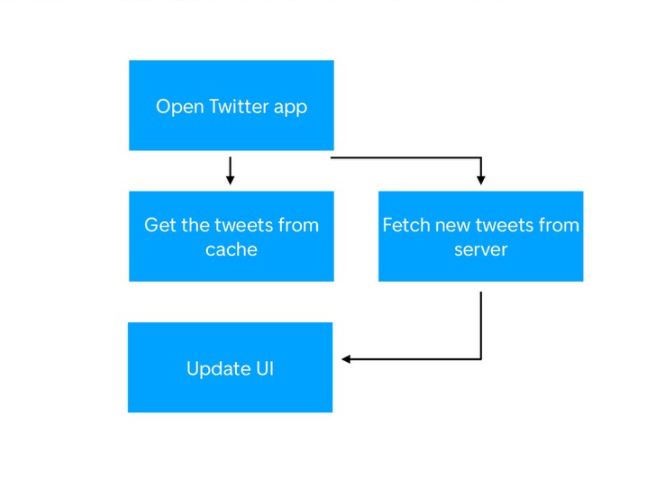 Open Twitter app
Get the tweets from
cache
Fetch new tweets from
server
Update UI